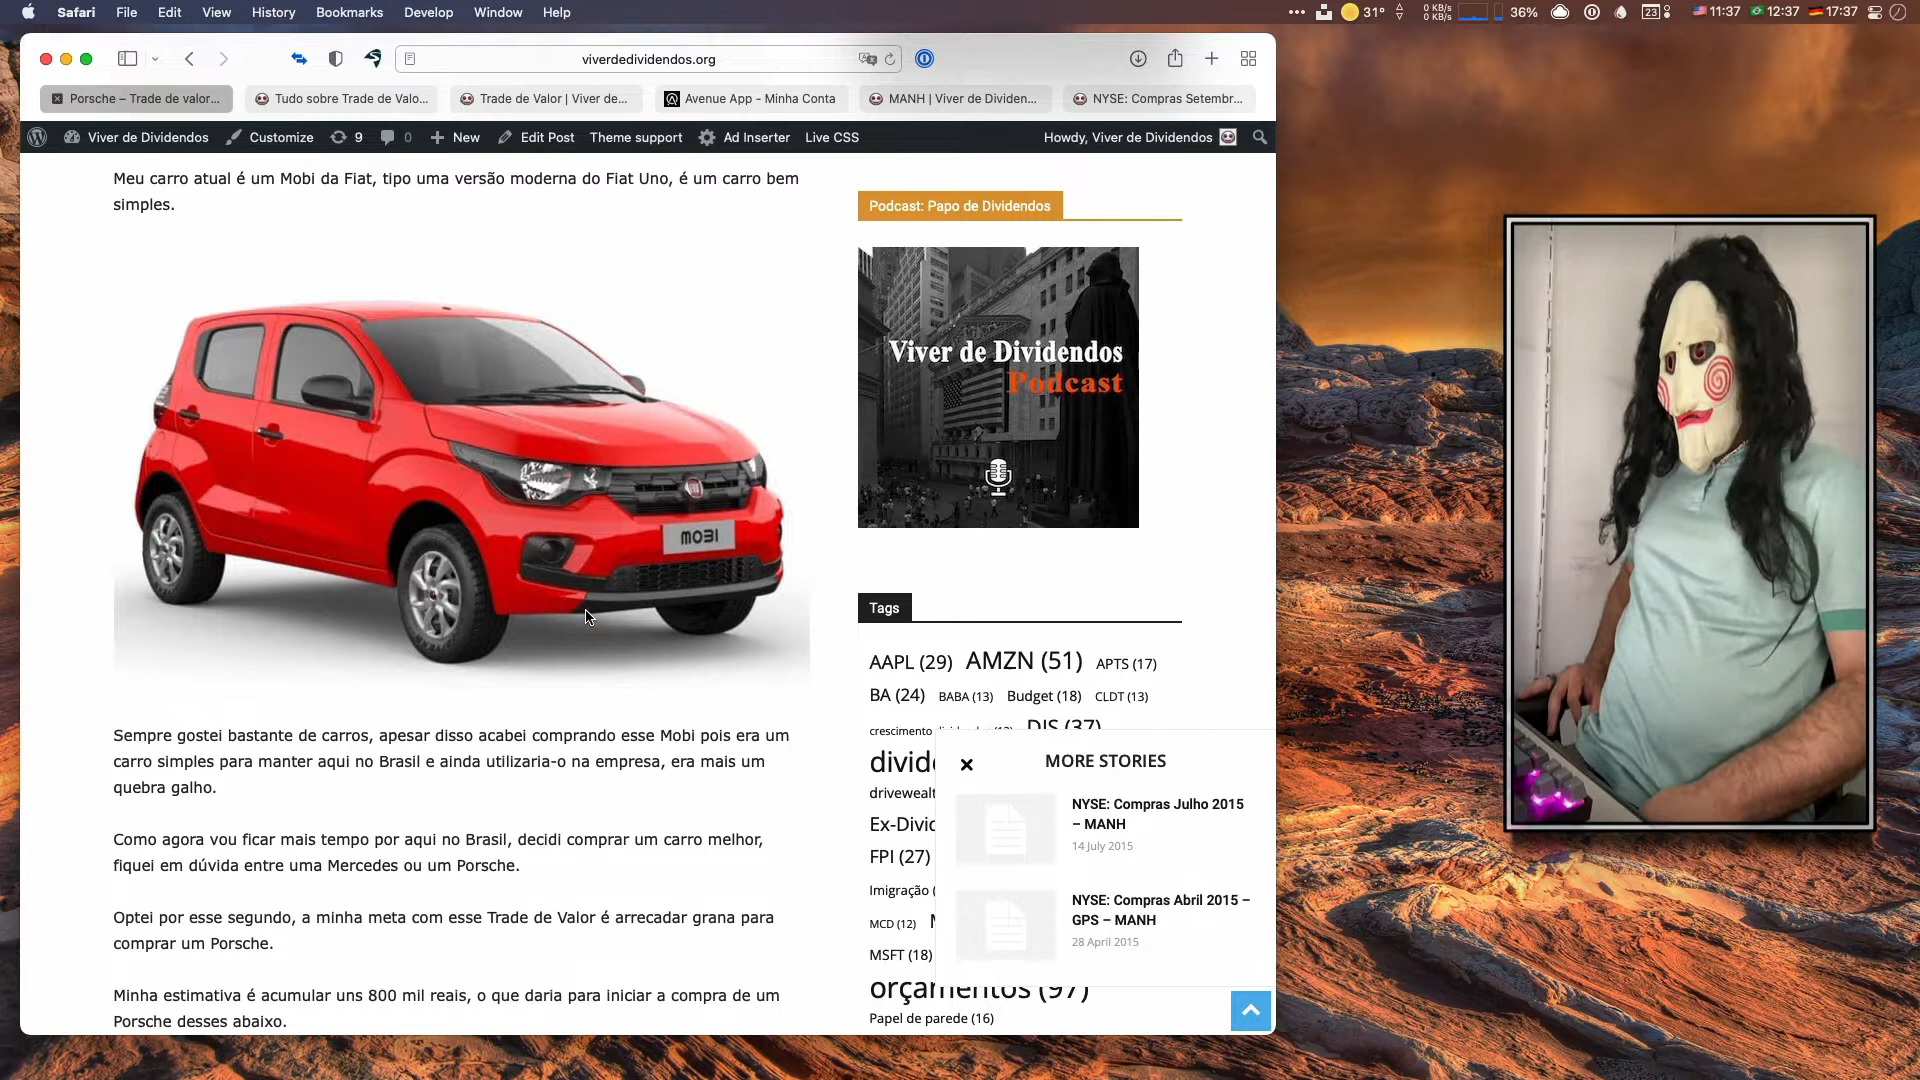 Safari File Edit View History Bookmarks Develop Window Help
31° 0 KB/s 0 KB/s 36% 23 11:37 12:37 17:37
viverdedividendos.org
Porsche – Trade de valor... Tudo sobre Trade de Valo... Trade de Valor | Viver de... Avenue App - Minha Conta MANH | Viver de Dividen... NYSE: Compras Setembr...
Viver de Dividendos Customize 9 0 New Edit Post Theme support Ad Inserter Live CSS Howdy, Viver de Dividendos
Meu carro atual é um Mobi da Fiat, tipo uma versão moderna do Fiat Uno, é um carro bem
simples.
MOBI
Sempre gostei bastante de carros, apesar disso acabei comprando esse Mobi pois era um
carro simples para manter aqui no Brasil e ainda utilizaria-o na empresa, era mais um
quebra galho.
Como agora vou ficar mais tempo por aqui no Brasil, decidi comprar um carro melhor,
fiquei em dúvida entre uma Mercedes ou um Porsche.
Optei por esse segundo, a minha meta com esse Trade de Valor é arrecadar grana para
comprar um Porsche.
Minha estimativa é acumular uns 800 mil reais, o que daria para iniciar a compra de um
Porsche desses abaixo.
Podcast: Papo de Dividendos
Viver de Dividendos
Podcast
Tags
AAPL (29) AMZN (51) APTS (17)
BA (24) BABA (13) Budget (18) CLDT (13)
crescimento DIS (37)
divid
drivewealt
Ex-Divid
FPI (27)
Imigração (
MCD (12)
MSFT (18)
orçamentos (97)
Papel de parede (16)
MORE STORIES
NYSE: Compras Julho 2015
– MANH
14 July 2015
NYSE: Compras Abril 2015 –
GPS – MANH
28 April 2015